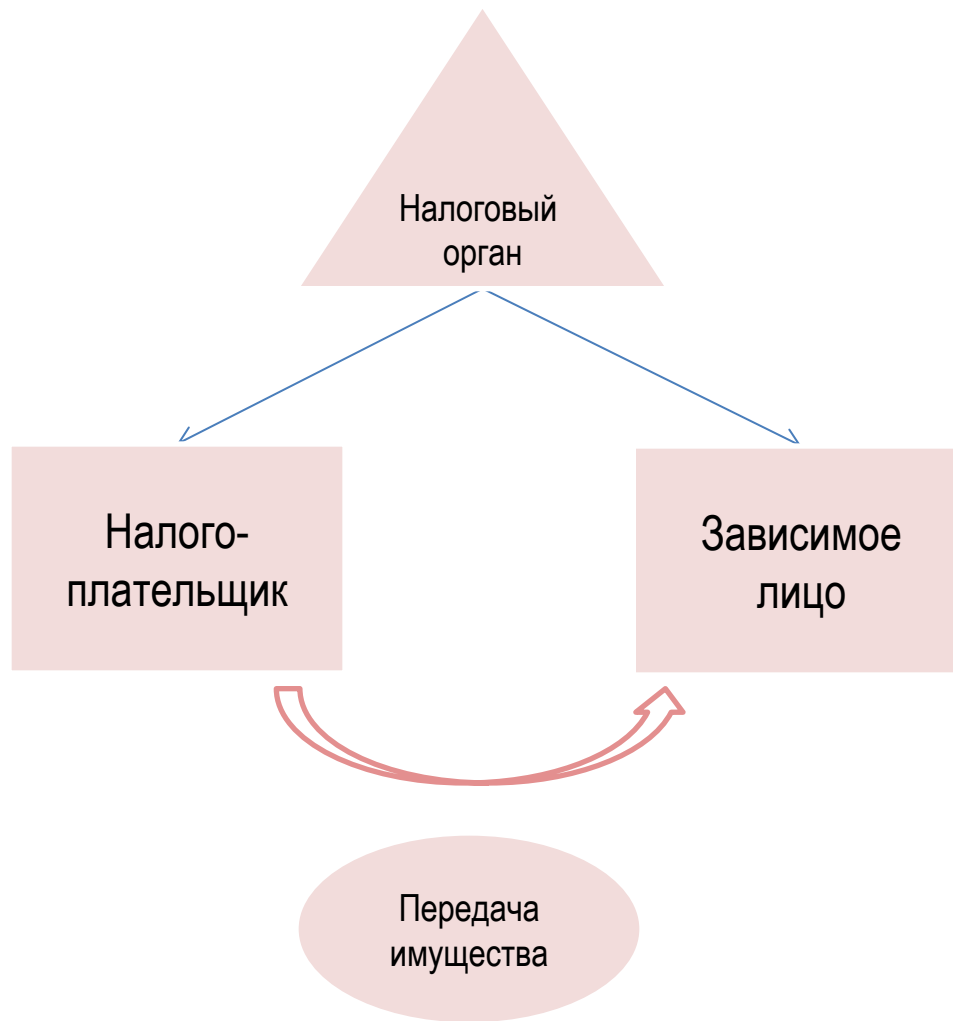 Налоговый
орган
Налого-
плательщик
Зависимое
лицо
Передача
имущества